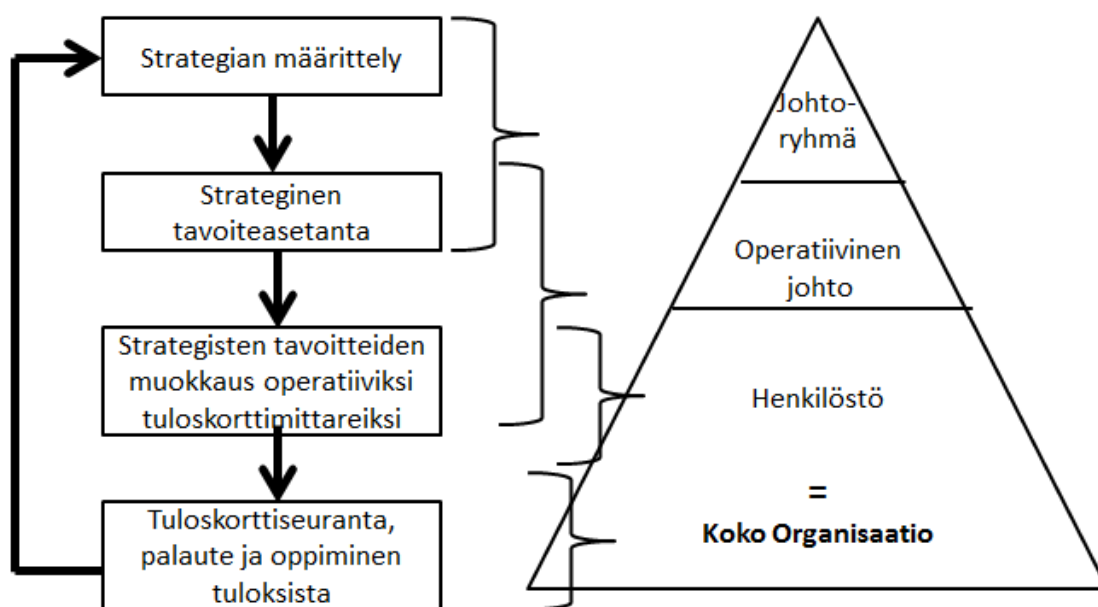 Strategian määrittely
Strateginen
tavoiteasetanta
Strategisten tavoitteiden
muokkaus operatiiviksi
tuloskorttimittareiksi
Tuloskorttiseuranta,
palaute ja oppiminen
tuloksista
Johto-
ryhmä
Operatiivinen
johto
Henkilöstö
=
Koko Organisaatio